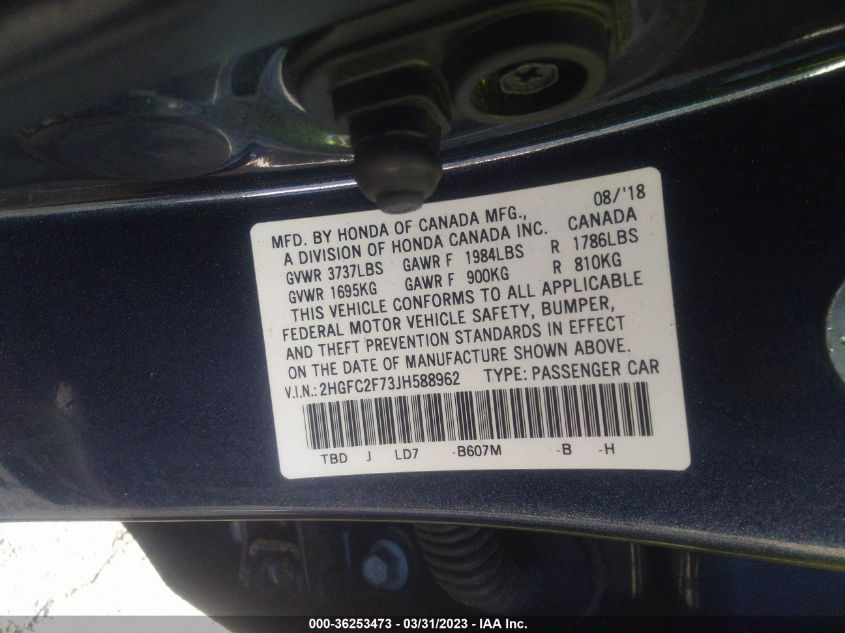 08/'18
MFD. BY HONDA OF CANADA MFG.,
A DIVISION OF HONDA CANADA INC. CANADA
GVWR 3737LBS GAWR F 1984LBS R 1786LBS
GVWR 1695KG GAWR F 900KG R 810KG
THIS VEHICLE CONFORMS TO ALL APPLICABLE
FEDERAL MOTOR VEHICLE SAFETY, BUMPER,
AND THEFT PREVENTION STANDARDS IN EFFECT
ON THE DATE OF MANUFACTURE SHOWN ABOVE.
V.I.N.: 2HGFC2F73JH588962 TYPE: PASSENGER CAR
TBD J LD7 -B607M -B -H
000-36253473 - 03/31/2023 - IAA Inc.